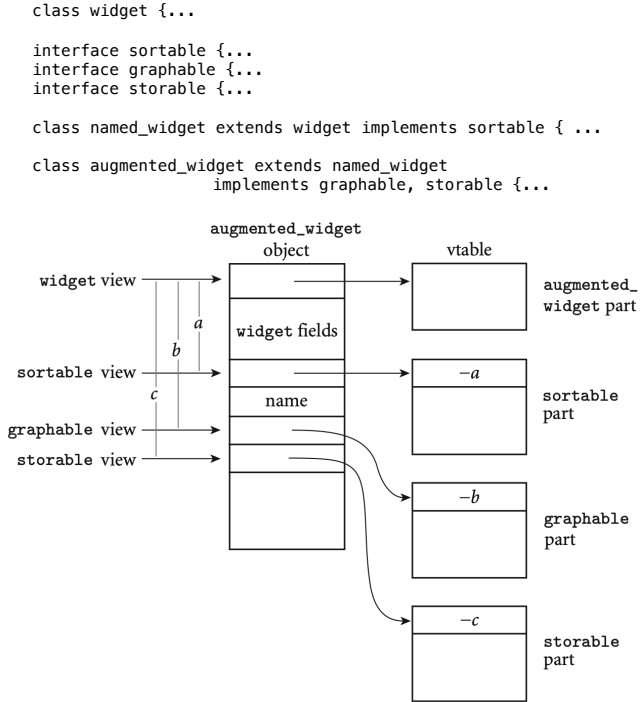 class widget {...
interface sortable {...
interface graphable {...
interface storable {...
class named_widget extends widget implements sortable { ...
class augmented_widget extends named_widget
implements graphable, storable {...
augmented_widget
object
vtable
widget view
augmented_
widget part
a
widget fields
b
sortable view
−a
c
sortable
part
name
graphable view
storable view
−b
graphable
part
−c
storable
part